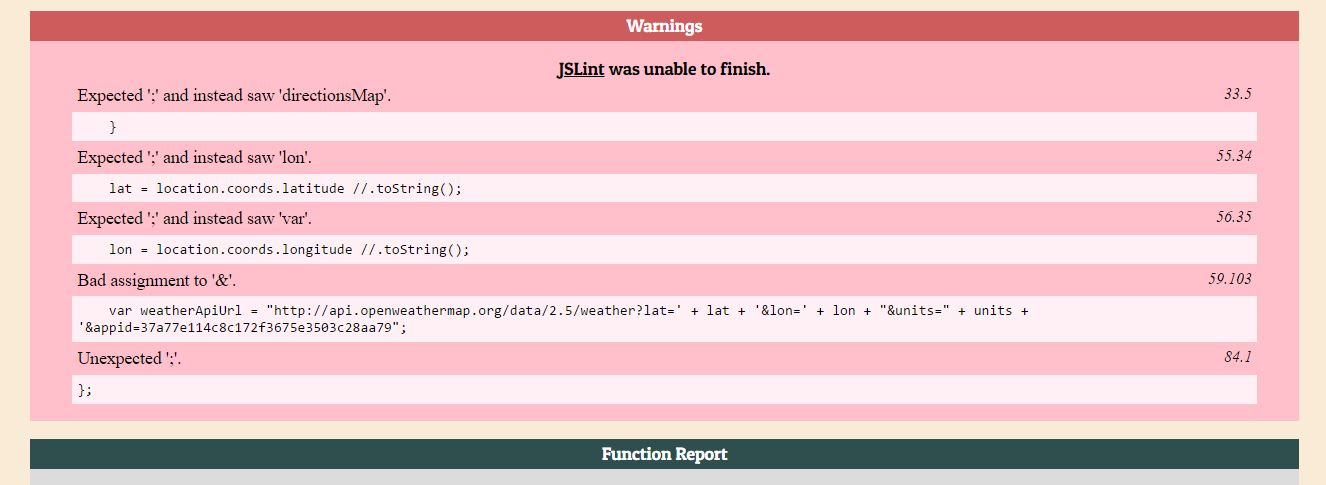 Warnings
JSLint was unable to finish.
Expected ';' and instead saw 'directionsMap'. 33.5
}
Expected ';' and instead saw 'lon'. 55.34
lat = location.coords.latitude //.toString();
Expected ';' and instead saw 'var'. 56.35
lon = location.coords.longitude //.toString();
Bad assignment to '&'. 59.103
var weatherApiUrl = "http://api.openweathermap.org/data/2.5/weather?lat=' + lat + '&lon=' + lon + "&units=" + units +
'&appid=37a77e114c8c172f3675e3503c28aa79";
Unexpected ';'. 84.1
};
Function Report